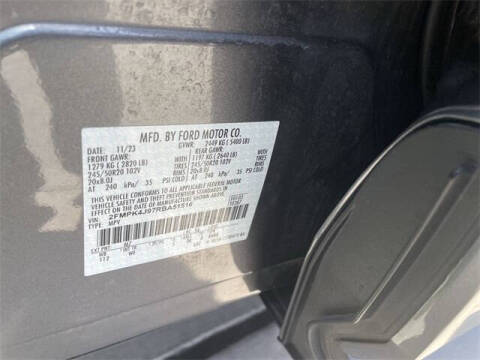 MFD. BY FORD MOTOR CO.
DATE: 11/23 GVWR: 2449 KG ( 5400 LB)
FRONT GAWR: REAR GAWR:
1279 KG ( 2820 LB) 1197 KG ( 2640 LB)
245/50R20 102V TIRES 245/50R20 102V
20x8.0J RIMS 20x8.0J
AT 240 kPa/ 35 PSI COLD AT 240 kPa/ 35 PSI COLD
THIS VEHICLE CONFORMS TO ALL APPLICABLE FEDERAL MOTOR
VEHICLE SAFETY AND THEFT PREVENTION STANDARDS IN
EFFECT ON THE DATE OF MANUFACTURE SHOWN ABOVE.
VIN: 2FMPK4J97RBA51516
TYPE: MPV